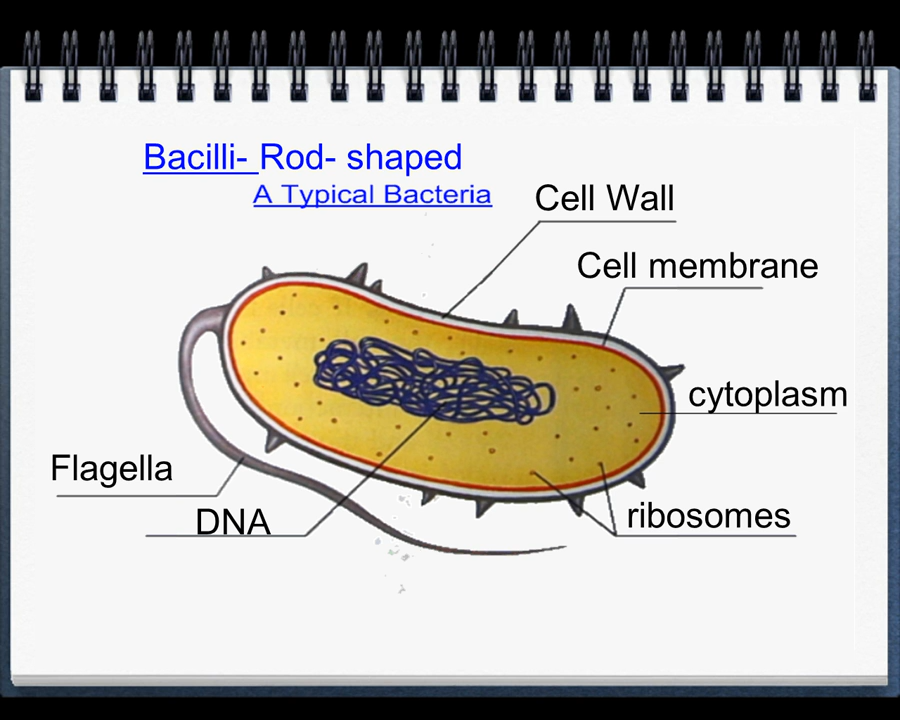 Bacilli- Rod- shaped
A Typical Bacteria
Cell Wall
Cell membrane
cytoplasm
Flagella
DNA
ribosomes